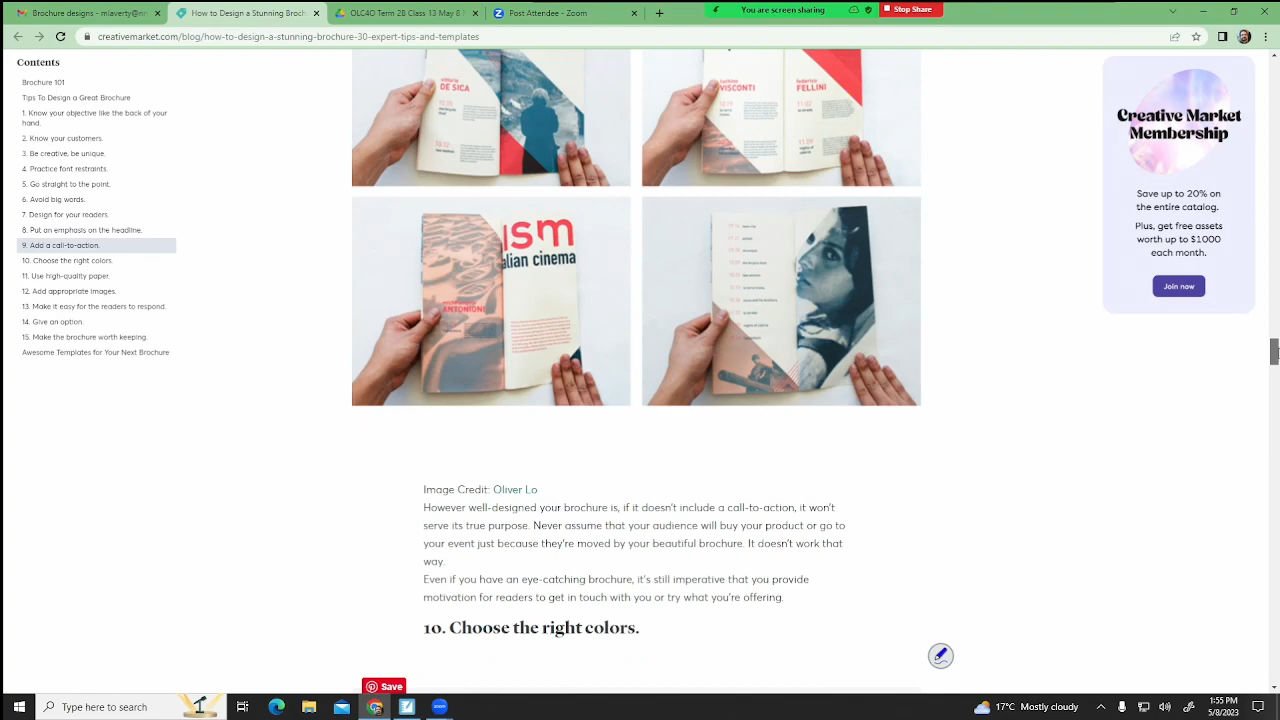 Gmail - mlaverty@n
How to Design a Stunning Broch
OLC4O Term 2B Class 13 May 8 |
Post Attendee - Zoom
You are screen sharing
Stop Share
creativemarket.com/blog/how-to-design-a-stunning-brochure-30-expert-tips-and-templates
Contents
Brochure 101
Tips To Design a Great Brochure
1. Know your objective like the back of your
hand.
2. Know your customers.
3. Be creative, be unique.
4. Practice font restraints.
5. Go straight to the point.
6. Avoid big words.
7. Design for your readers.
8. Put an emphasis on the headline.
9. Add a call-to-action.
10. Choose the right colors.
11. Use high-quality paper.
12. Add appropriate images.
13. Make it easy for the readers to respond.
14. Give an option.
15. Make the brochure worth keeping.
Awesome Templates for Your Next Brochure
vittorio
DE SICA
luchino
VISCONTI
federico
FELLINI
ism
alian cinema
ANTONIONI
Creative Market
Membership
Save up to 20% on
the entire catalog.
Plus, get free assets
worth up to $1,000
each month.
Join now
Image Credit: Oliver Lo
However well-designed your brochure is, if it doesn't include a call-to-action, it won't
serve its true purpose. Never assume that your audience will buy your product or go to
your event just because they're moved by your beautiful brochure. It doesn't work that
way.
Even if you have an eye-catching brochure, it's still imperative that you provide
motivation for readers to get in touch with you or try what you're offering.
10. Choose the right colors.
Save
Type here to search
zoom
17°C Mostly cloudy
1:55 PM
5/8/2023